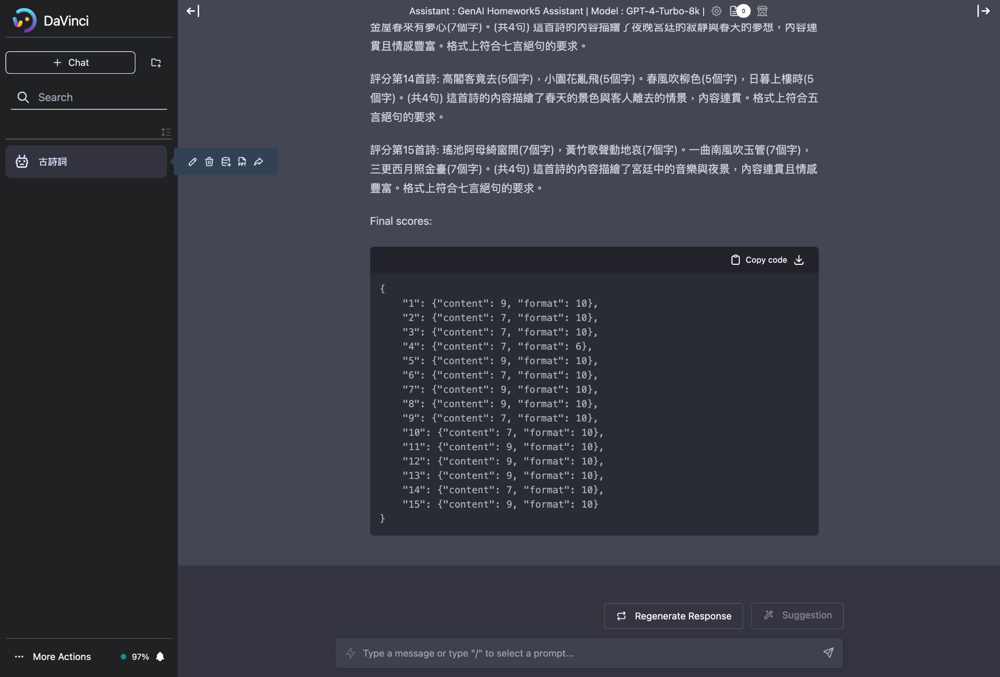 DaVinci
+ Chat
Search
古詩詞
PPT
Assistant : GenAI Homework5 Assistant | Model : GPT-4-Turbo-8k |
0
金屋春來有夢心(7個字)。(共4句) 這首詩的內容描繪了夜晚宮廷的寂靜與春天的夢想，內容連
貫且情感豐富。格式上符合七言絕句的要求。
評分第14首詩: 高閣客竟去(5個字)，小園花亂飛(5個字)。春風吹柳色(5個字)，日暮上樓時(5
個字)。(共4句) 這首詩的內容描繪了春天的景色與客人離去的情景，內容連貫。格式上符合五
言絕句的要求。
評分第15首詩: 瑤池阿母綺窗開(7個字)，黃竹歌聲動地哀(7個字)。一曲南風吹玉管(7個字)，
三更西月照金臺(7個字)。(共4句) 這首詩的內容描繪了宮廷中的音樂與夜景，內容連貫且情感
豐富。格式上符合七言絕句的要求。
Final scores:
Copy code
{
"1": {"content": 9, "format": 10},
"2": {"content": 7, "format": 10},
"3": {"content": 7, "format": 10},
"4": {"content": 7, "format": 6},
"5": {"content": 9, "format": 10},
"6": {"content": 7, "format": 10},
"7": {"content": 9, "format": 10},
"8": {"content": 9, "format": 10},
"9": {"content": 7, "format": 10},
"10": {"content": 7, "format": 10},
"11": {"content": 9, "format": 10},
"12": {"content": 9, "format": 10},
"13": {"content": 9, "format": 10},
"14": {"content": 7, "format": 10},
"15": {"content": 9, "format": 10}
}
Regenerate Response
Suggestion
Type a message or type "/" to select a prompt...
... More Actions
97%